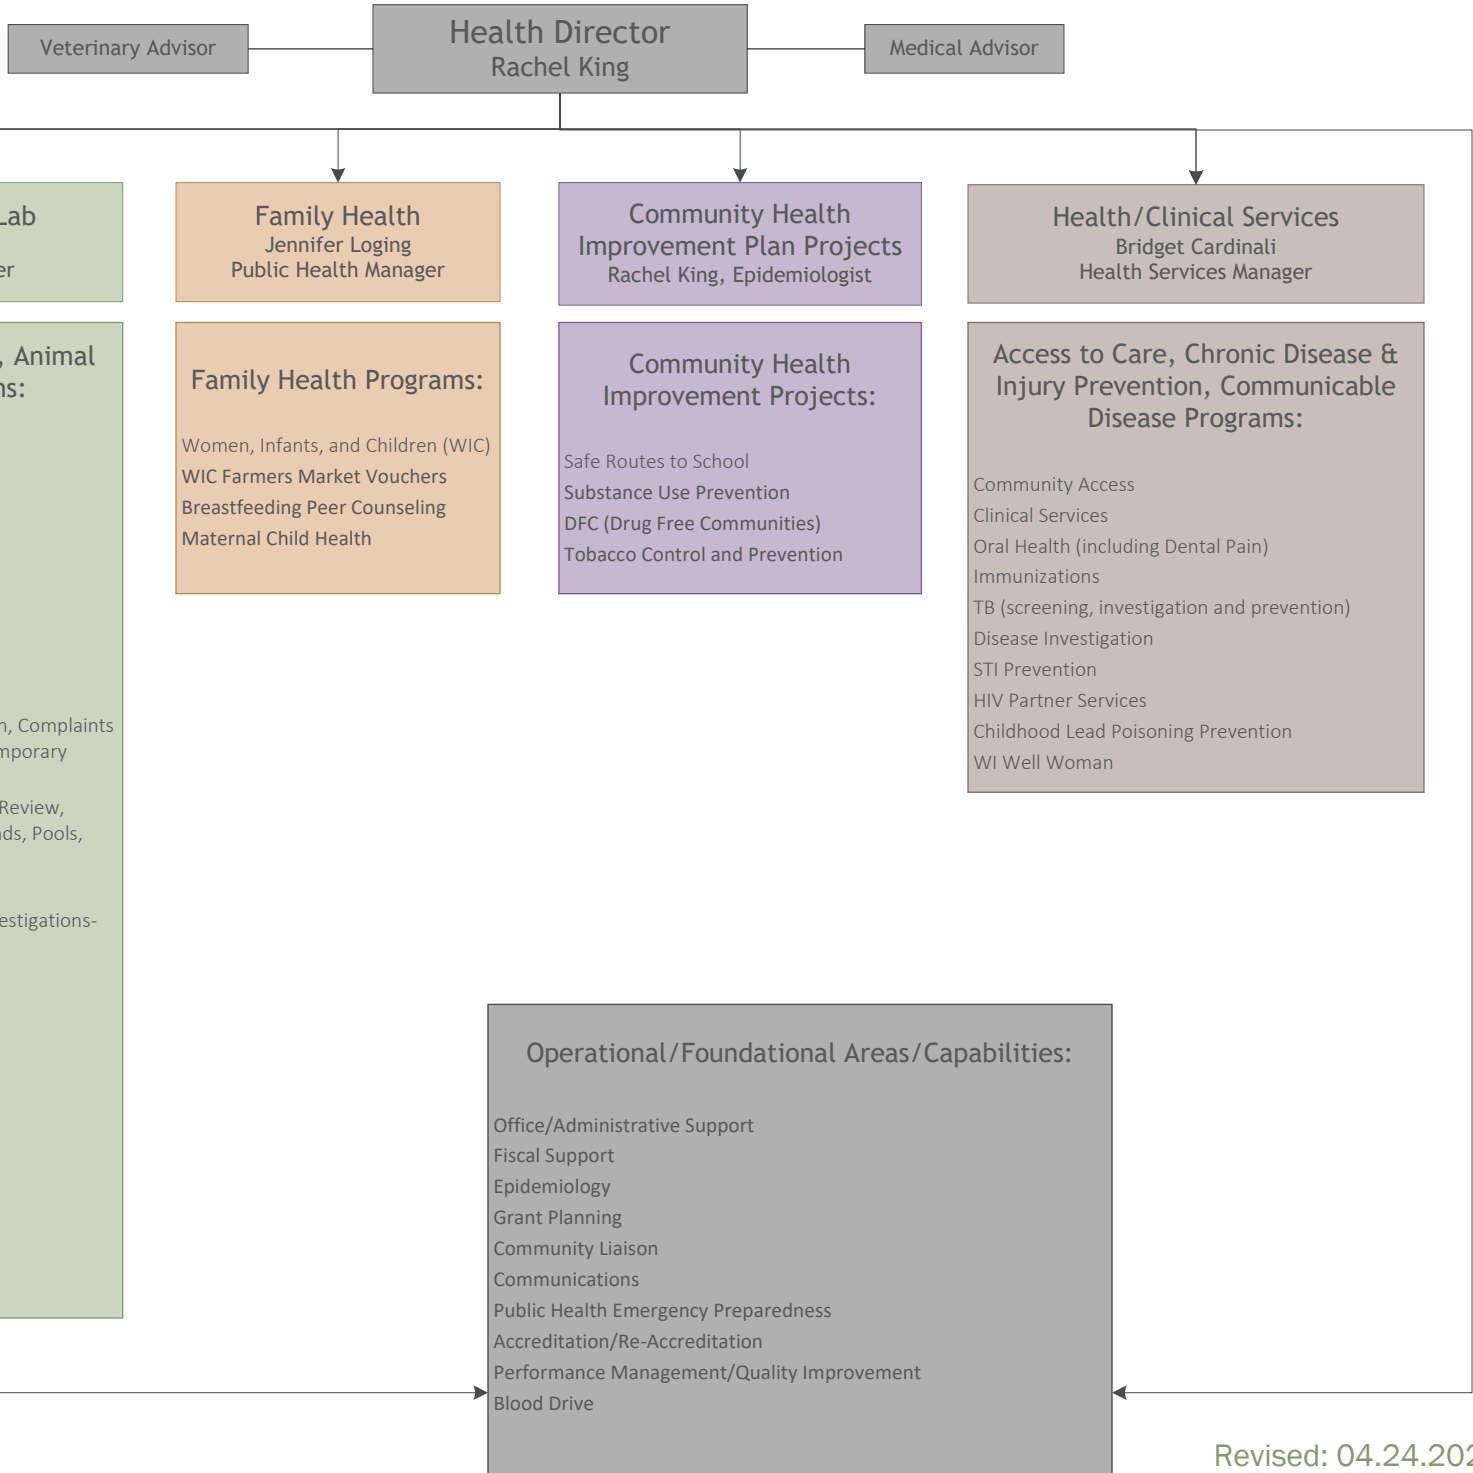 Veterinary Advisor
Health Director
Rachel King
Medical Advisor
Lab
er
, Animal
ns:
n, Complaints
mporary
Review,
ds, Pools,
estigations-
Family Health
Jennifer Loging
Public Health Manager
Family Health Programs:
Women, Infants, and Children (WIC)
WIC Farmers Market Vouchers
Breastfeeding Peer Counseling
Maternal Child Health
Community Health
Improvement Plan Projects
Rachel King, Epidemiologist
Community Health
Improvement Projects:
Safe Routes to School
Substance Use Prevention
DFC (Drug Free Communities)
Tobacco Control and Prevention
Health/Clinical Services
Bridget Cardinali
Health Services Manager
Access to Care, Chronic Disease &
Injury Prevention, Communicable
Disease Programs:
Community Access
Clinical Services
Oral Health (including Dental Pain)
Immunizations
TB (screening, investigation and prevention)
Disease Investigation
STI Prevention
HIV Partner Services
Childhood Lead Poisoning Prevention
WI Well Woman
Operational/Foundational Areas/Capabilities:
Office/Administrative Support
Fiscal Support
Epidemiology
Grant Planning
Community Liaison
Communications
Public Health Emergency Preparedness
Accreditation/Re-Accreditation
Performance Management/Quality Improvement
Blood Drive
Revised: 04.24.202